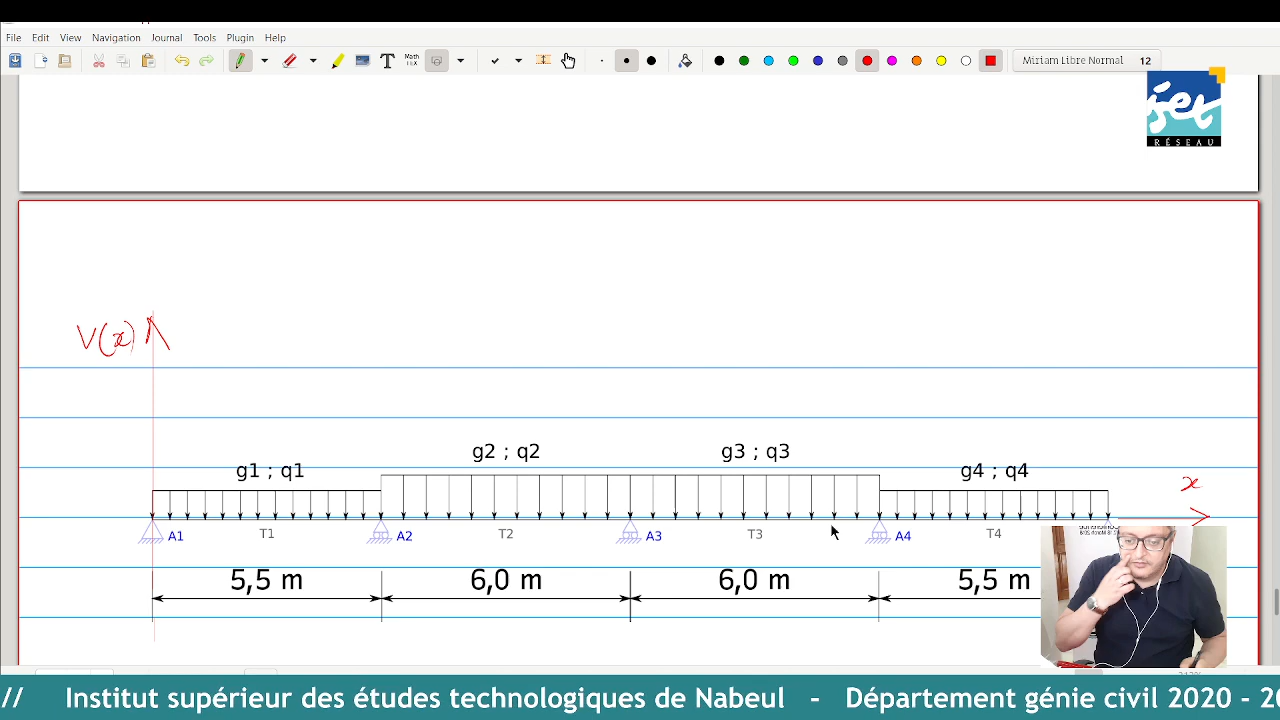 File Edit View Navigation Journal Tools Plugin Help
Miriam Libre Normal 12
iset
RÉSEAU
V(x)
g2 ; q2 g3 ; q3
g1 ; q1 g4 ; q4
x
A1 T1 A2 T2 A3 T3 A4 T4
5,5 m 6,0 m 6,0 m 5,5 m
// Institut supérieur des études technologiques de Nabeul - Département génie civil 2020 - 20